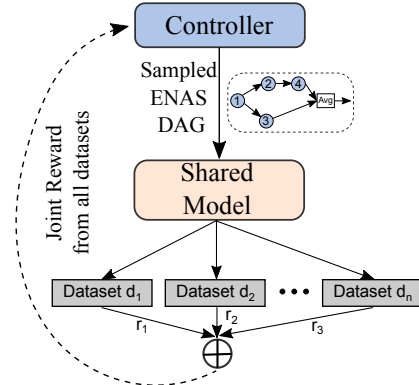 Controller
Sampled
ENAS
DAG
1
2
4
3
Avg
Joint Reward
from all datasets
Shared
Model
Dataset d₁
Dataset d₂
Dataset dₙ
r₁
r₂
r₃